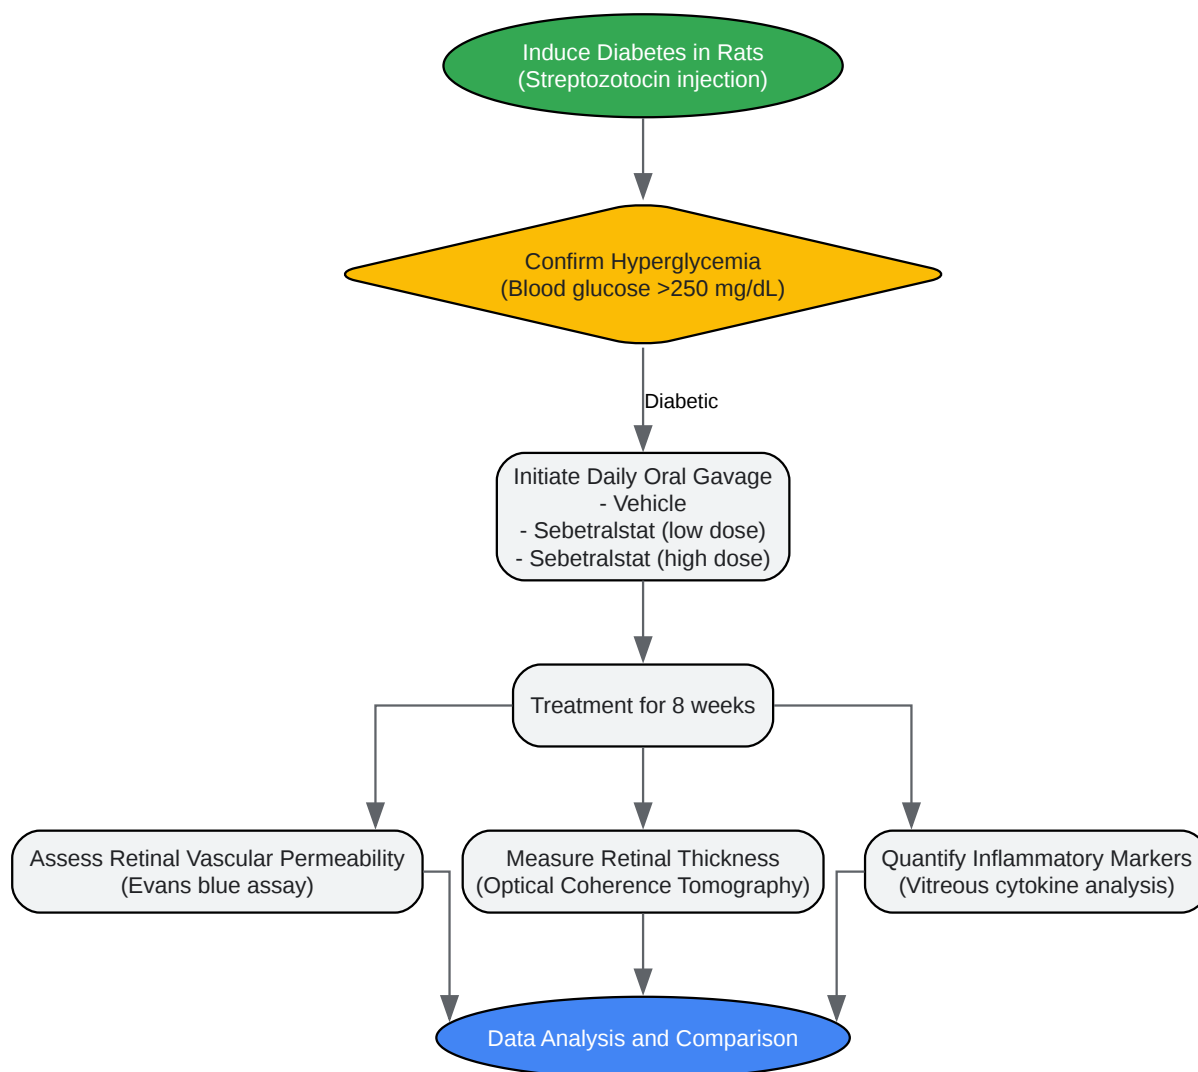 Induce Diabetes in Rats
(Streptozotocin injection)
Confirm Hyperglycemia
(Blood glucose >250 mg/dL)
Diabetic
Initiate Daily Oral Gavage
- Vehicle
- Sebetralstat (low dose)
- Sebetralstat (high dose)
Treatment for 8 weeks
Assess Retinal Vascular Permeability
(Evans blue assay)
Measure Retinal Thickness
(Optical Coherence Tomography)
Quantify Inflammatory Markers
(Vitreous cytokine analysis)
Data Analysis and Comparison